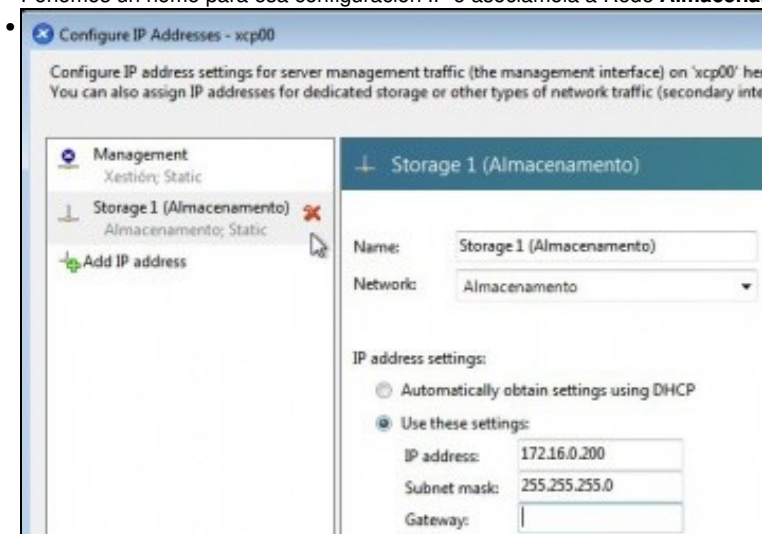 Configure IP Addresses - xcp00
Configure IP address settings for server management traffic (the management interface) on 'xcp00' her
You can also assign IP addresses for dedicated storage or other types of network traffic (secondary inte
Management
Xestión; Static
Storage 1 (Almacenamento)
Almacenamento; Static
Add IP address
Storage 1 (Almacenamento)
Name: Storage 1 (Almacenamento)
Network: Almacenamento
IP address settings:
Automatically obtain settings using DHCP
Use these settings:
IP address: 172.16.0.200
Subnet mask: 255.255.255.0
Gateway: